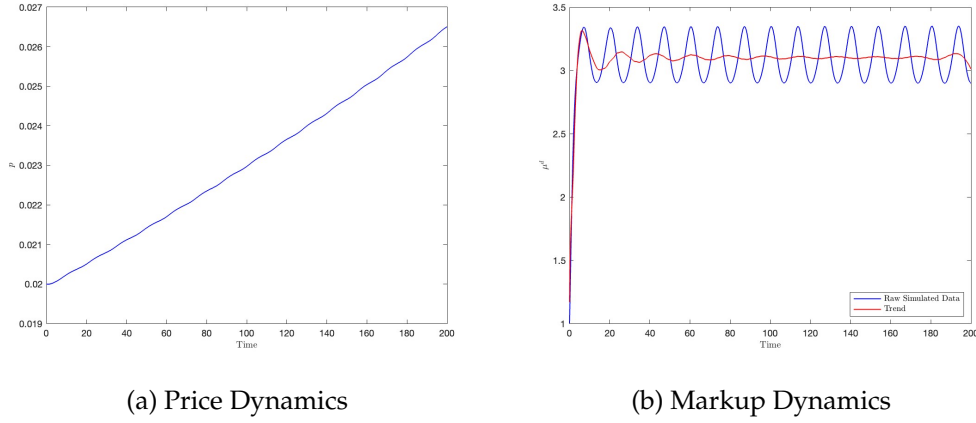 0.027
0.026
0.025
0.024
0.023
0.022
0.021
0.02
0.019
p
0 20 40 60 80 100 120 140 160 180 200
Time
3.5
3
2.5
2
1.5
1
μ^d
0 20 40 60 80 100 120 140 160 180 200
Time
Raw Simulated Data
Trend
(a) Price Dynamics
(b) Markup Dynamics